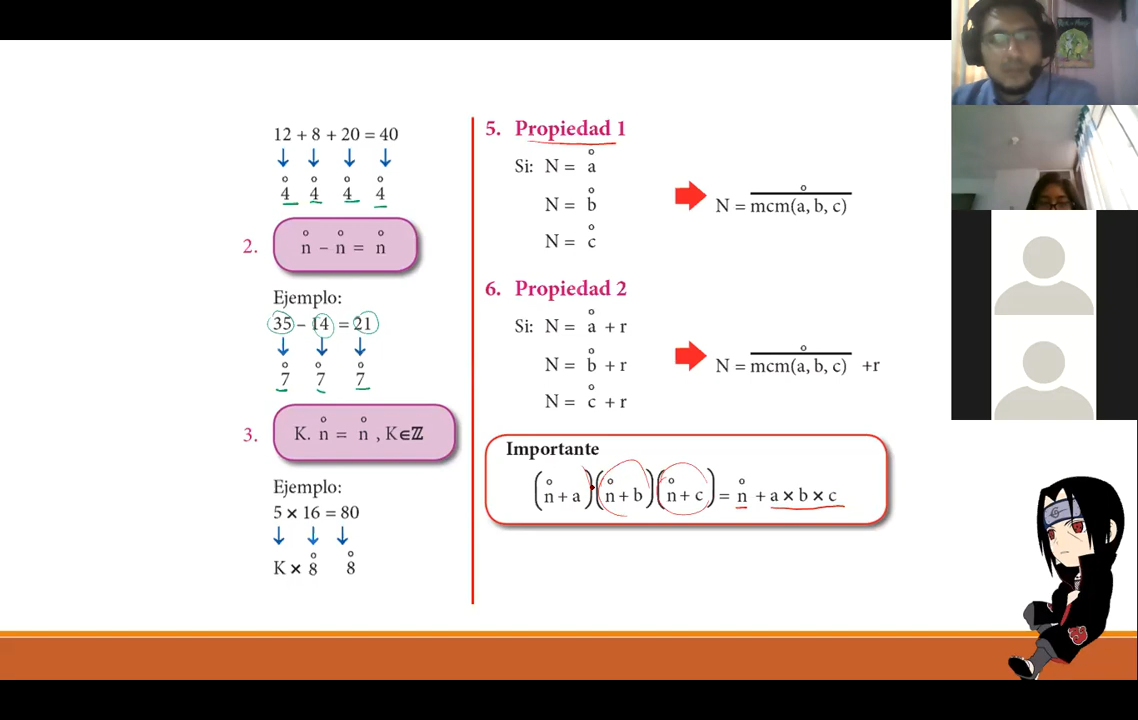 12 + 8 + 20 = 40
4̊ 4̊ 4̊ 4̊
2. n̊ – n̊ = n̊
Ejemplo:
35 – 14 = 21
7̊ 7̊ 7̊
3. K. n̊ = n̊ , K∈ℤ
Ejemplo:
5 × 16 = 80
K × 8̊ 8̊
5. Propiedad 1
Si: N = å
N = b̊
N = c̊
N = mcm(a, b, c)
6. Propiedad 2
Si: N = å + r
N = b̊ + r
N = c̊ + r
N = mcm(a, b, c) +r
Importante
(n̊ + a)(n̊ + b)(n̊ + c) = n̊ + a × b × c